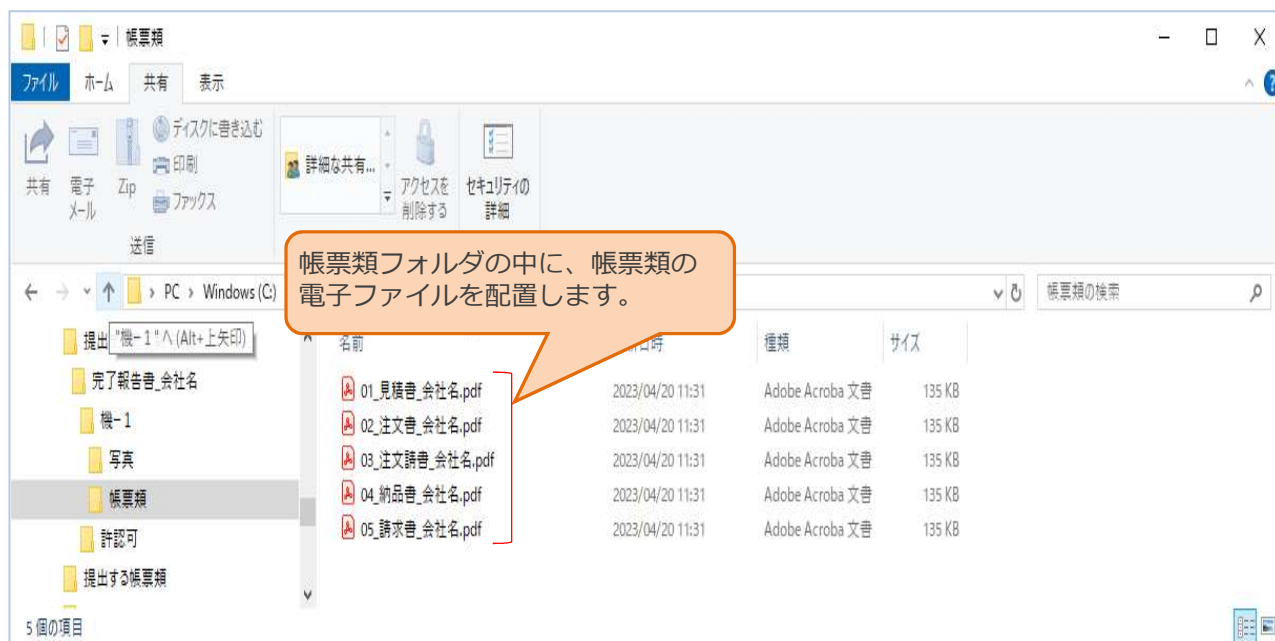 帳票類
ファイル ホーム 共有 表示
共有
電子
メール
Zip
ディスクに書き込む
印刷
ファックス
送信
詳細な共有...
アクセスを
削除する
セキュリティの
詳細
帳票類フォルダの中に、帳票類の
電子ファイルを配置します。
PC › Windows (C:)
帳票類の検索
提出
"機-1"へ (Alt+上矢印)
完了報告書_会社名
機-1
写真
帳票類
許認可
提出する帳票類
名前 日時 種類 サイズ
01_見積書_会社名.pdf 2023/04/20 11:31 Adobe Acroba 文書 135 KB
02_注文書_会社名.pdf 2023/04/20 11:31 Adobe Acroba 文書 135 KB
03_注文請書_会社名.pdf 2023/04/20 11:31 Adobe Acroba 文書 135 KB
04_納品書_会社名.pdf 2023/04/20 11:31 Adobe Acroba 文書 135 KB
05_請求書_会社名.pdf 2023/04/20 11:31 Adobe Acroba 文書 135 KB
5 個の項目